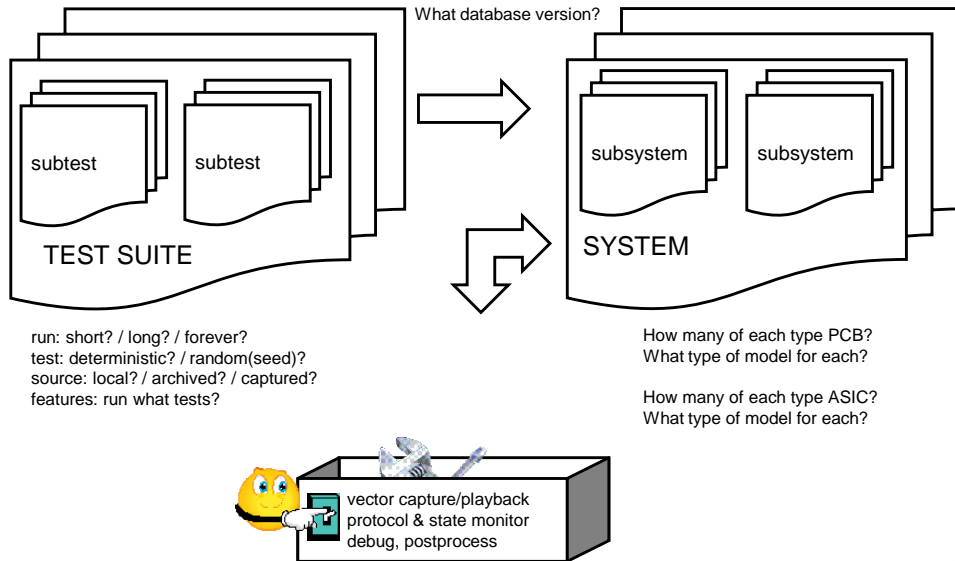 What database version?
subtest
subtest
TEST SUITE
subsystem
subsystem
SYSTEM
run: short? / long? / forever?
test: deterministic? / random(seed)?
source: local? / archived? / captured?
features: run what tests?
How many of each type PCB?
What type of model for each?
How many of each type ASIC?
What type of model for each?
vector capture/playback
protocol & state monitor
debug, postprocess